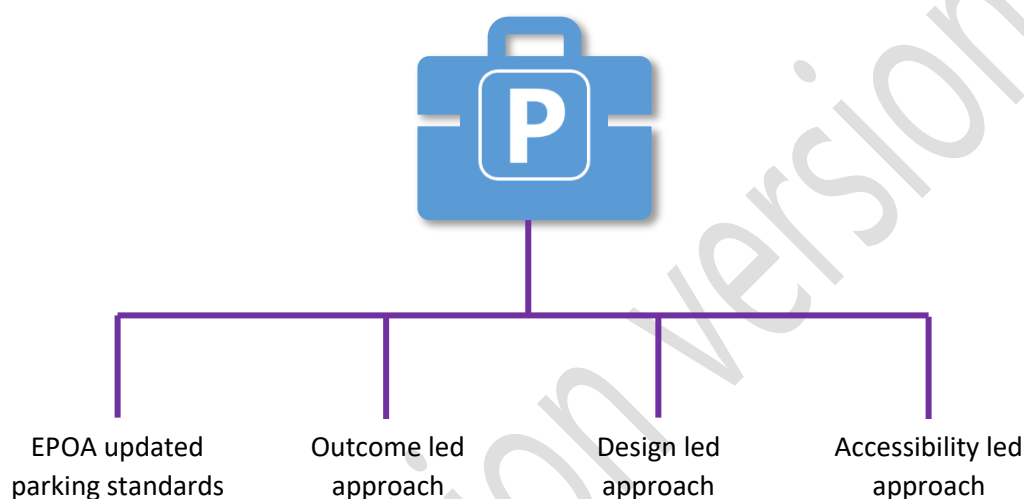 P
EPOA updated
parking standards
Outcome led
approach
Design led
approach
Accessibility led
approach